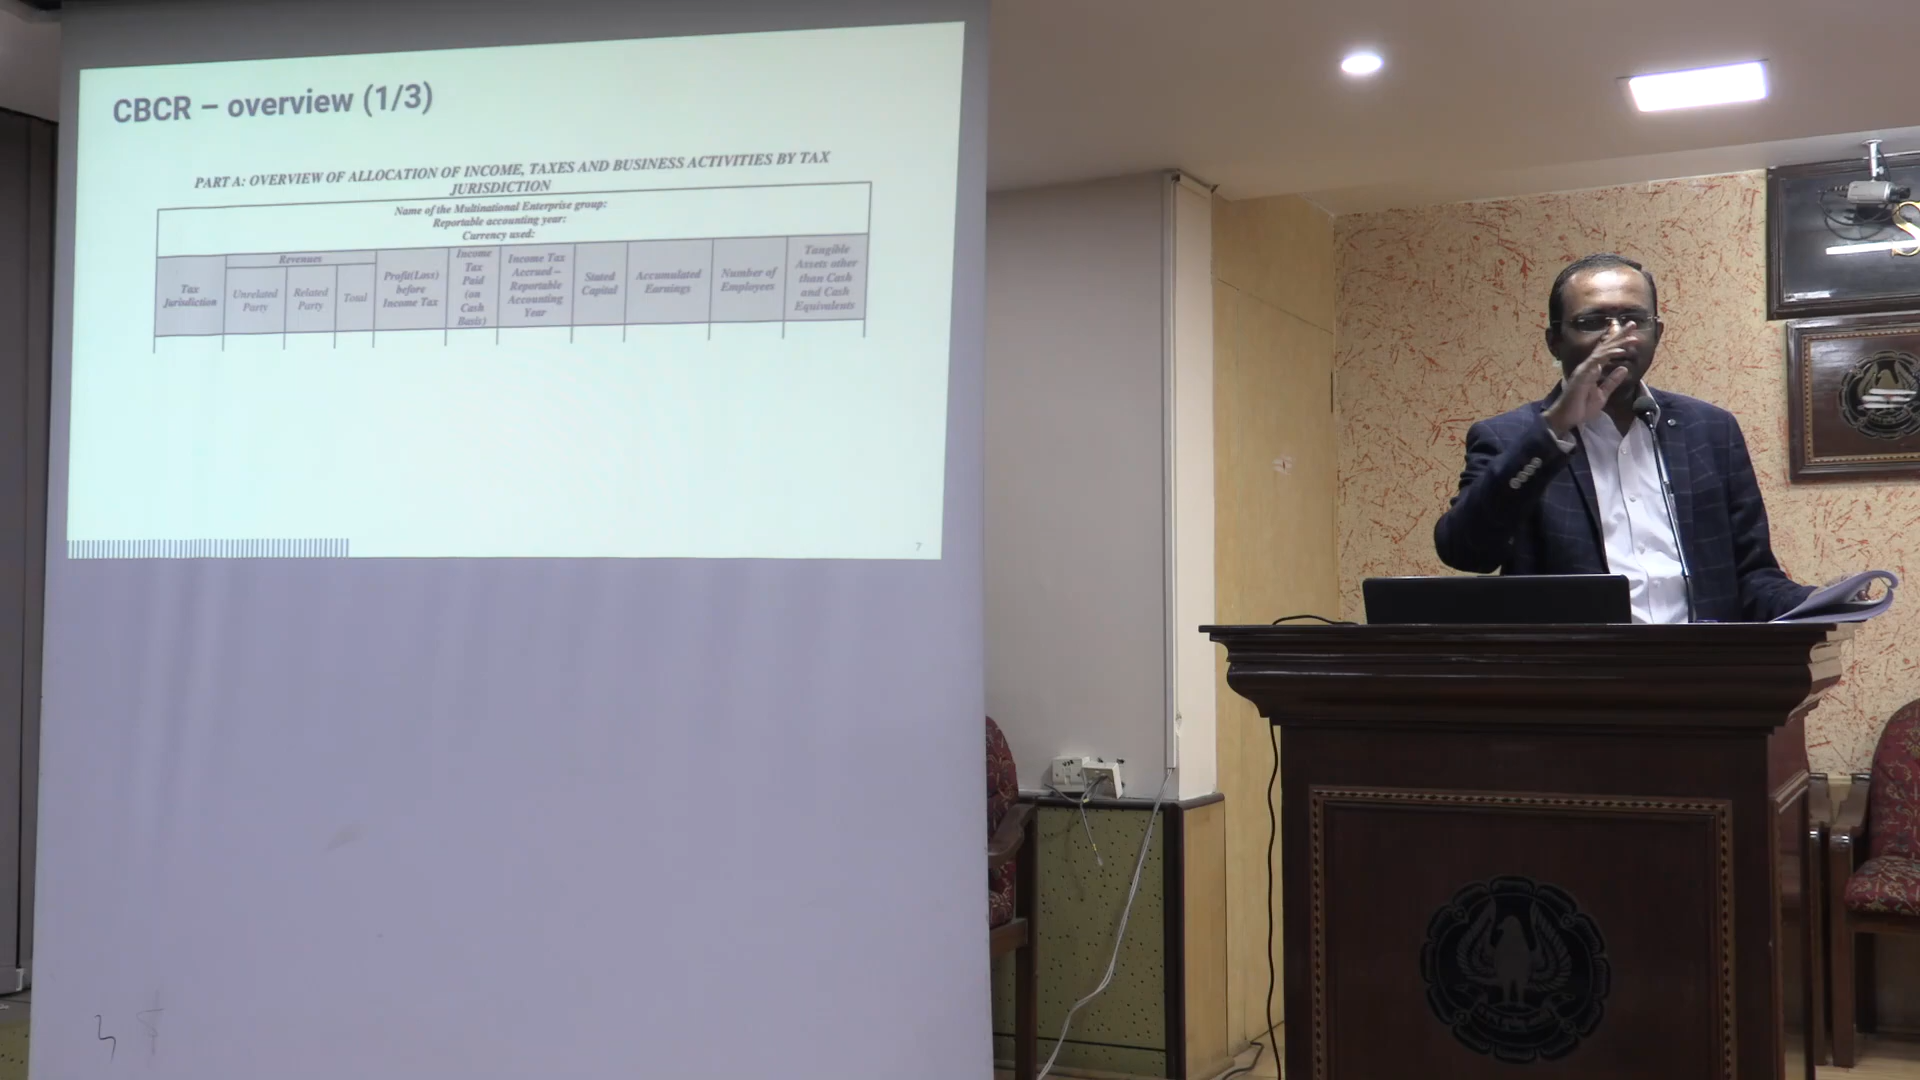 CBCR – overview (1/3)
PART A: OVERVIEW OF ALLOCATION OF INCOME, TAXES AND BUSINESS ACTIVITIES BY TAX
JURISDICTION
Name of the Multinational Enterprise group:
Reportable accounting year:
Currency used:
Tax
Jurisdiction
Revenues
Unrelated
Party
Related
Party
Total
Profit(Loss)
before
Income Tax
Income
Tax
Paid
(on
Cash
Basis)
Income Tax
Accrued –
Reportable
Accounting
Year
Stated
Capital
Accumulated
Earnings
Number of
Employees
Tangible
Assets other
than Cash
and Cash
Equivalents
7